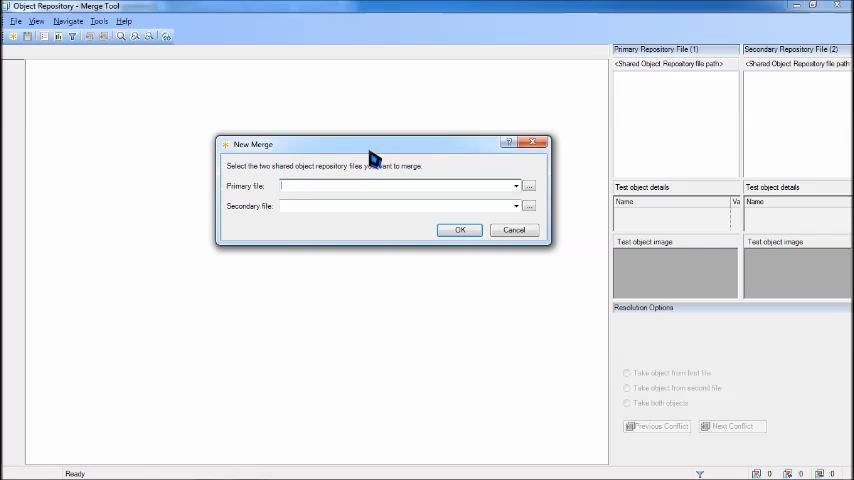 Object Repository - Merge Tool
File View Navigate Tools Help
Primary Repository File (1)
Secondary Repository File (2)
<Shared Object Repository file path>
<Shared Object Repository file path
New Merge
?
Select the two shared object repository files you want to merge.
Primary file:
...
Secondary file:
...
OK
Cancel
Test object details
Test object details
Name
Va
Name
Test object image
Test object image
Resolution Options
Take object from first file
Take object from second file
Take both objects
Previous Conflict
Next Conflict
Ready
:0
:0
:0